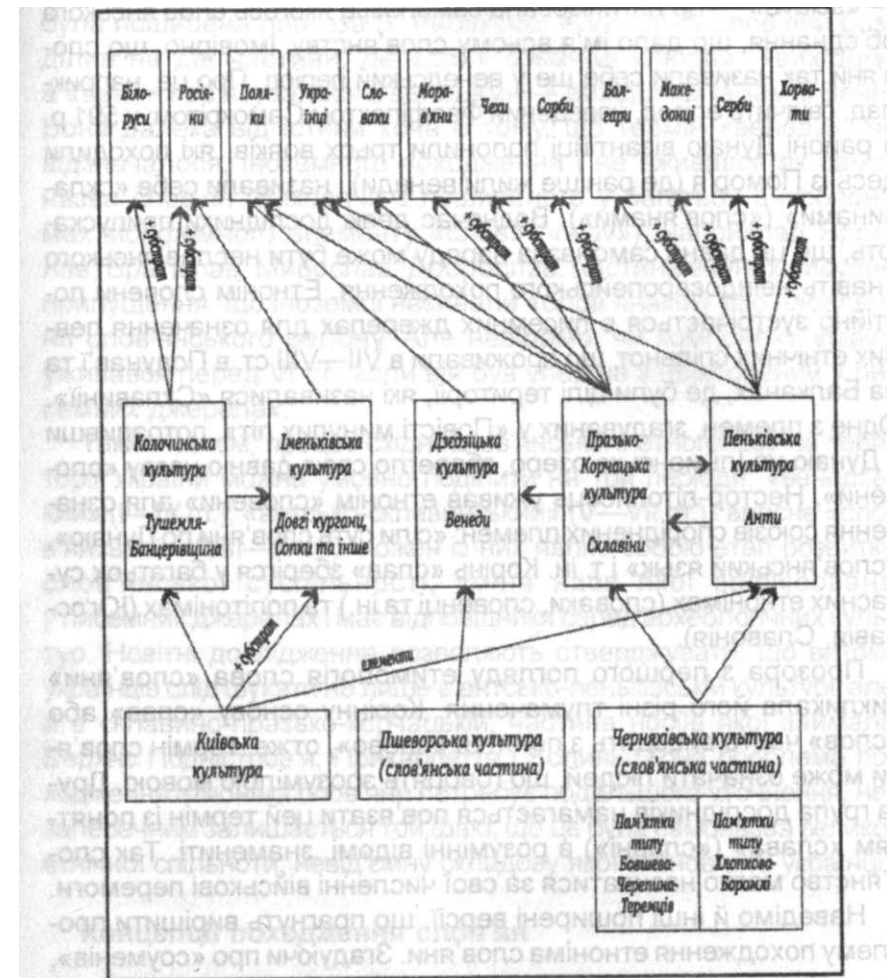 Біло-
руси
Росія-
ни
Поля-
ки
Укра-
їнці
Сло-
ваки
Мора-
в'яни
Чехи
Сорби
Бол-
гари
Маке-
донці
Серби
Хорва-
ти
+ субстрат
+ субстрат
+ субстрат
+ субстрат
+ субстрат
+ субстрат
+ субстрат
+ субстрат
+ субстрат
Колочинська
культура
Тушемля-
Банцерівщина
Іменьківська
культура
Довгі кургани,
Сопки та інше
Дзедзіцька
культура
Венеди
Празько-
Корчацька
культура
Склавіни
Пеньківська
культура
Анти
+ субстрат
елементи
Київська
культура
Пшеворська культура
(слов'янська частина)
Черняхівська культура
(слов'янська частина)
Пам'ятки
типу
Бовшева-
Черепина-
Теремців
Пам'ятки
типу
Хлопкова-
Боромлі